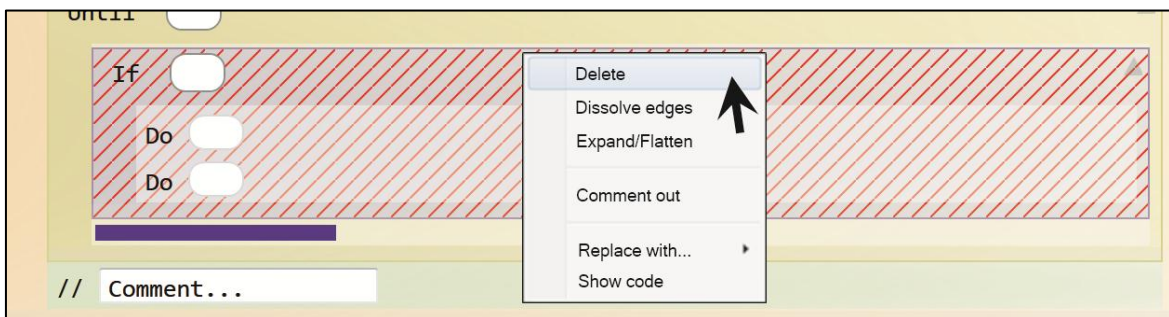 Until
If
Do
Do
Delete
Dissolve edges
Expand/Flatten
Comment out
Replace with...
Show code
// Comment...